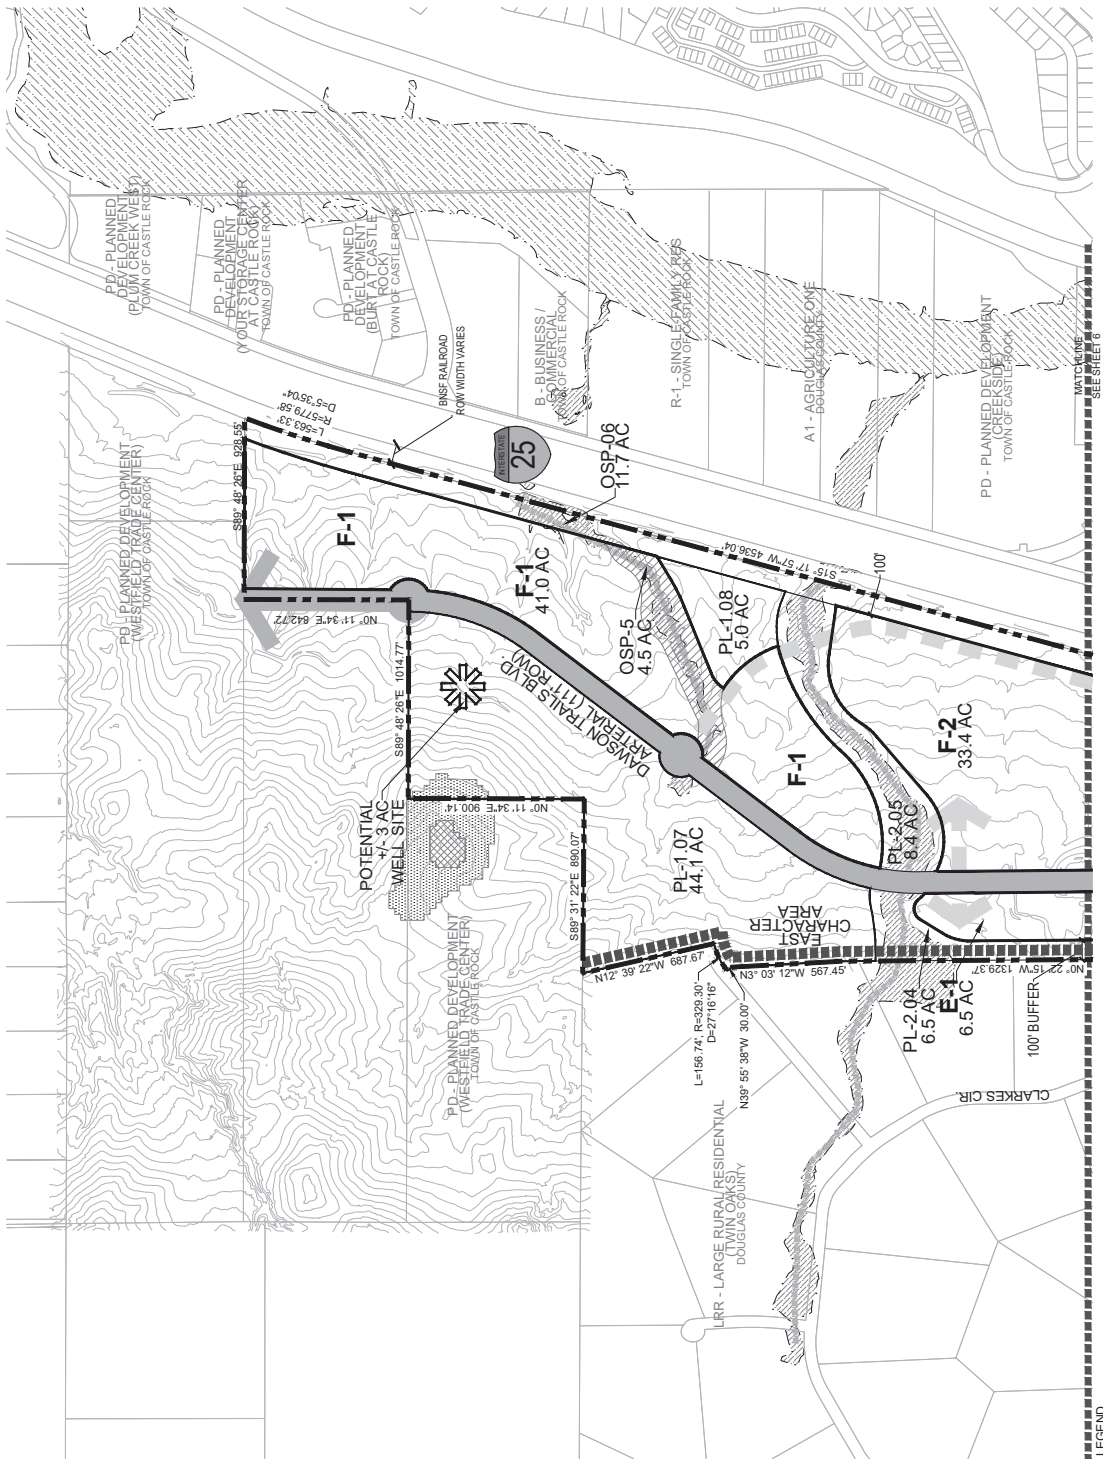 PD - PLANNED
DEVELOPMENT
(PLUM CREEK WEST)
TOWN OF CASTLE ROCK
PD - PLANNED
DEVELOPMENT
(YOUR STORAGE CENTER
AT CASTLE ROCK)
TOWN OF CASTLE ROCK
PD - PLANNED
DEVELOPMENT
(BURT AT CASTLE
ROCK)
TOWN OF CASTLE ROCK
B - BUSINESS /
COMMERCIAL
TOWN OF CASTLE ROCK
R-1 - SINGLE-FAMILY RES
TOWN OF CASTLE ROCK
A1 - AGRICULTURE ONE
DOUGLAS COUNTY
PD - PLANNED DEVELOPMENT
(CREEKSIDE)
TOWN OF CASTLE ROCK
MATCHLINE
SEE SHEET 6
BNSF RAILROAD
ROW WIDTH VARIES
L=563.33'
R=5779.58'
D=5°35'04"
INTERSTATE
25
OSP-06
11.7 AC
S15° 17' 57"W 4536.04'
100'
PD - PLANNED DEVELOPMENT
(WESTFIELD TRADE CENTER)
TOWN OF CASTLE ROCK
S89° 48' 26"E 928.55'
F-1
F-1
41.0 AC
N0° 11' 34"E 842.72'
S89° 48' 26"E 1014.77'
OSP-5
4.5 AC
PL-1.08
5.0 AC
DAWSON TRAILS BLVD
ARTERIAL (111' ROW)
F-1
F-2
33.4 AC
POTENTIAL
+/- 3 AC
WELL SITE
N0° 11' 34"E 900.14'
S89° 31' 22"E 890.07'
PL-1.07
44.1 AC
PL-2.05
8.4 AC
EAST
CHARACTER
AREA
PD - PLANNED DEVELOPMENT
(WESTFIELD TRADE CENTER)
TOWN OF CASTLE ROCK
N12° 39' 22"W 687.67'
L=156.74', R=329.30'
D=27°16'16"
N39° 55' 38"W 30.00'
N3° 03' 12"W 567.45'
PL-2.04
6.5 AC
E-1
6.5 AC
N0° 22' 15"W 1329.37'
100' BUFFER
CLARKES CIR.
LRR - LARGE RURAL RESIDENTIAL
(TWIN OAKS)
DOUGLAS COUNTY
LEGEND